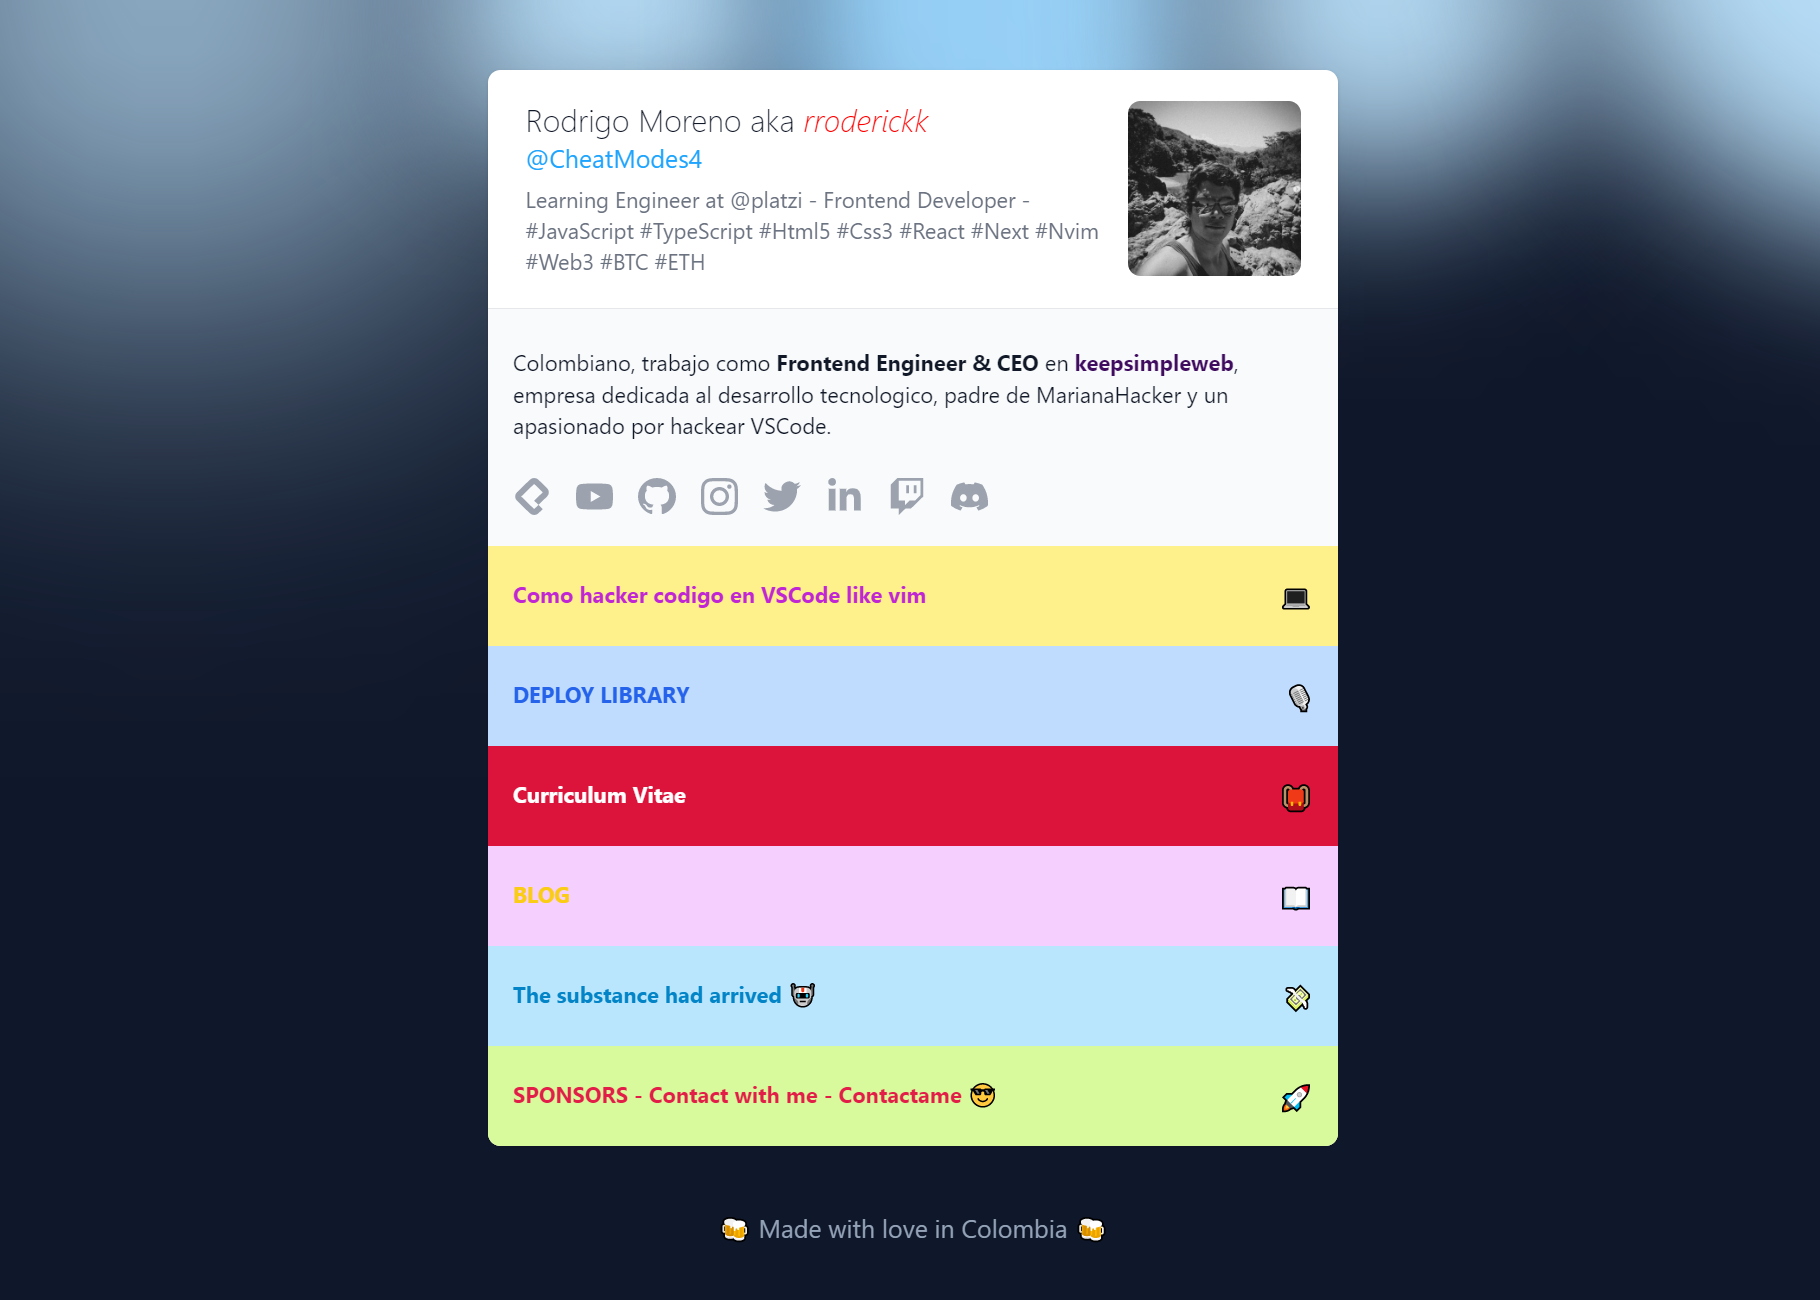 Rodrigo Moreno aka rroderickk
@CheatModes4
Learning Engineer at @platzi - Frontend Developer -
#JavaScript #TypeScript #Html5 #Css3 #React #Next #Nvim
#Web3 #BTC #ETH
Colombiano, trabajo como Frontend Engineer & CEO en keepsimpleweb,
empresa dedicada al desarrollo tecnologico, padre de MarianaHacker y un
apasionado por hackear VSCode.
Como hacker codigo en VSCode like vim
DEPLOY LIBRARY
Curriculum Vitae
BLOG
The substance had arrived
SPONSORS - Contact with me - Contactame
Made with love in Colombia